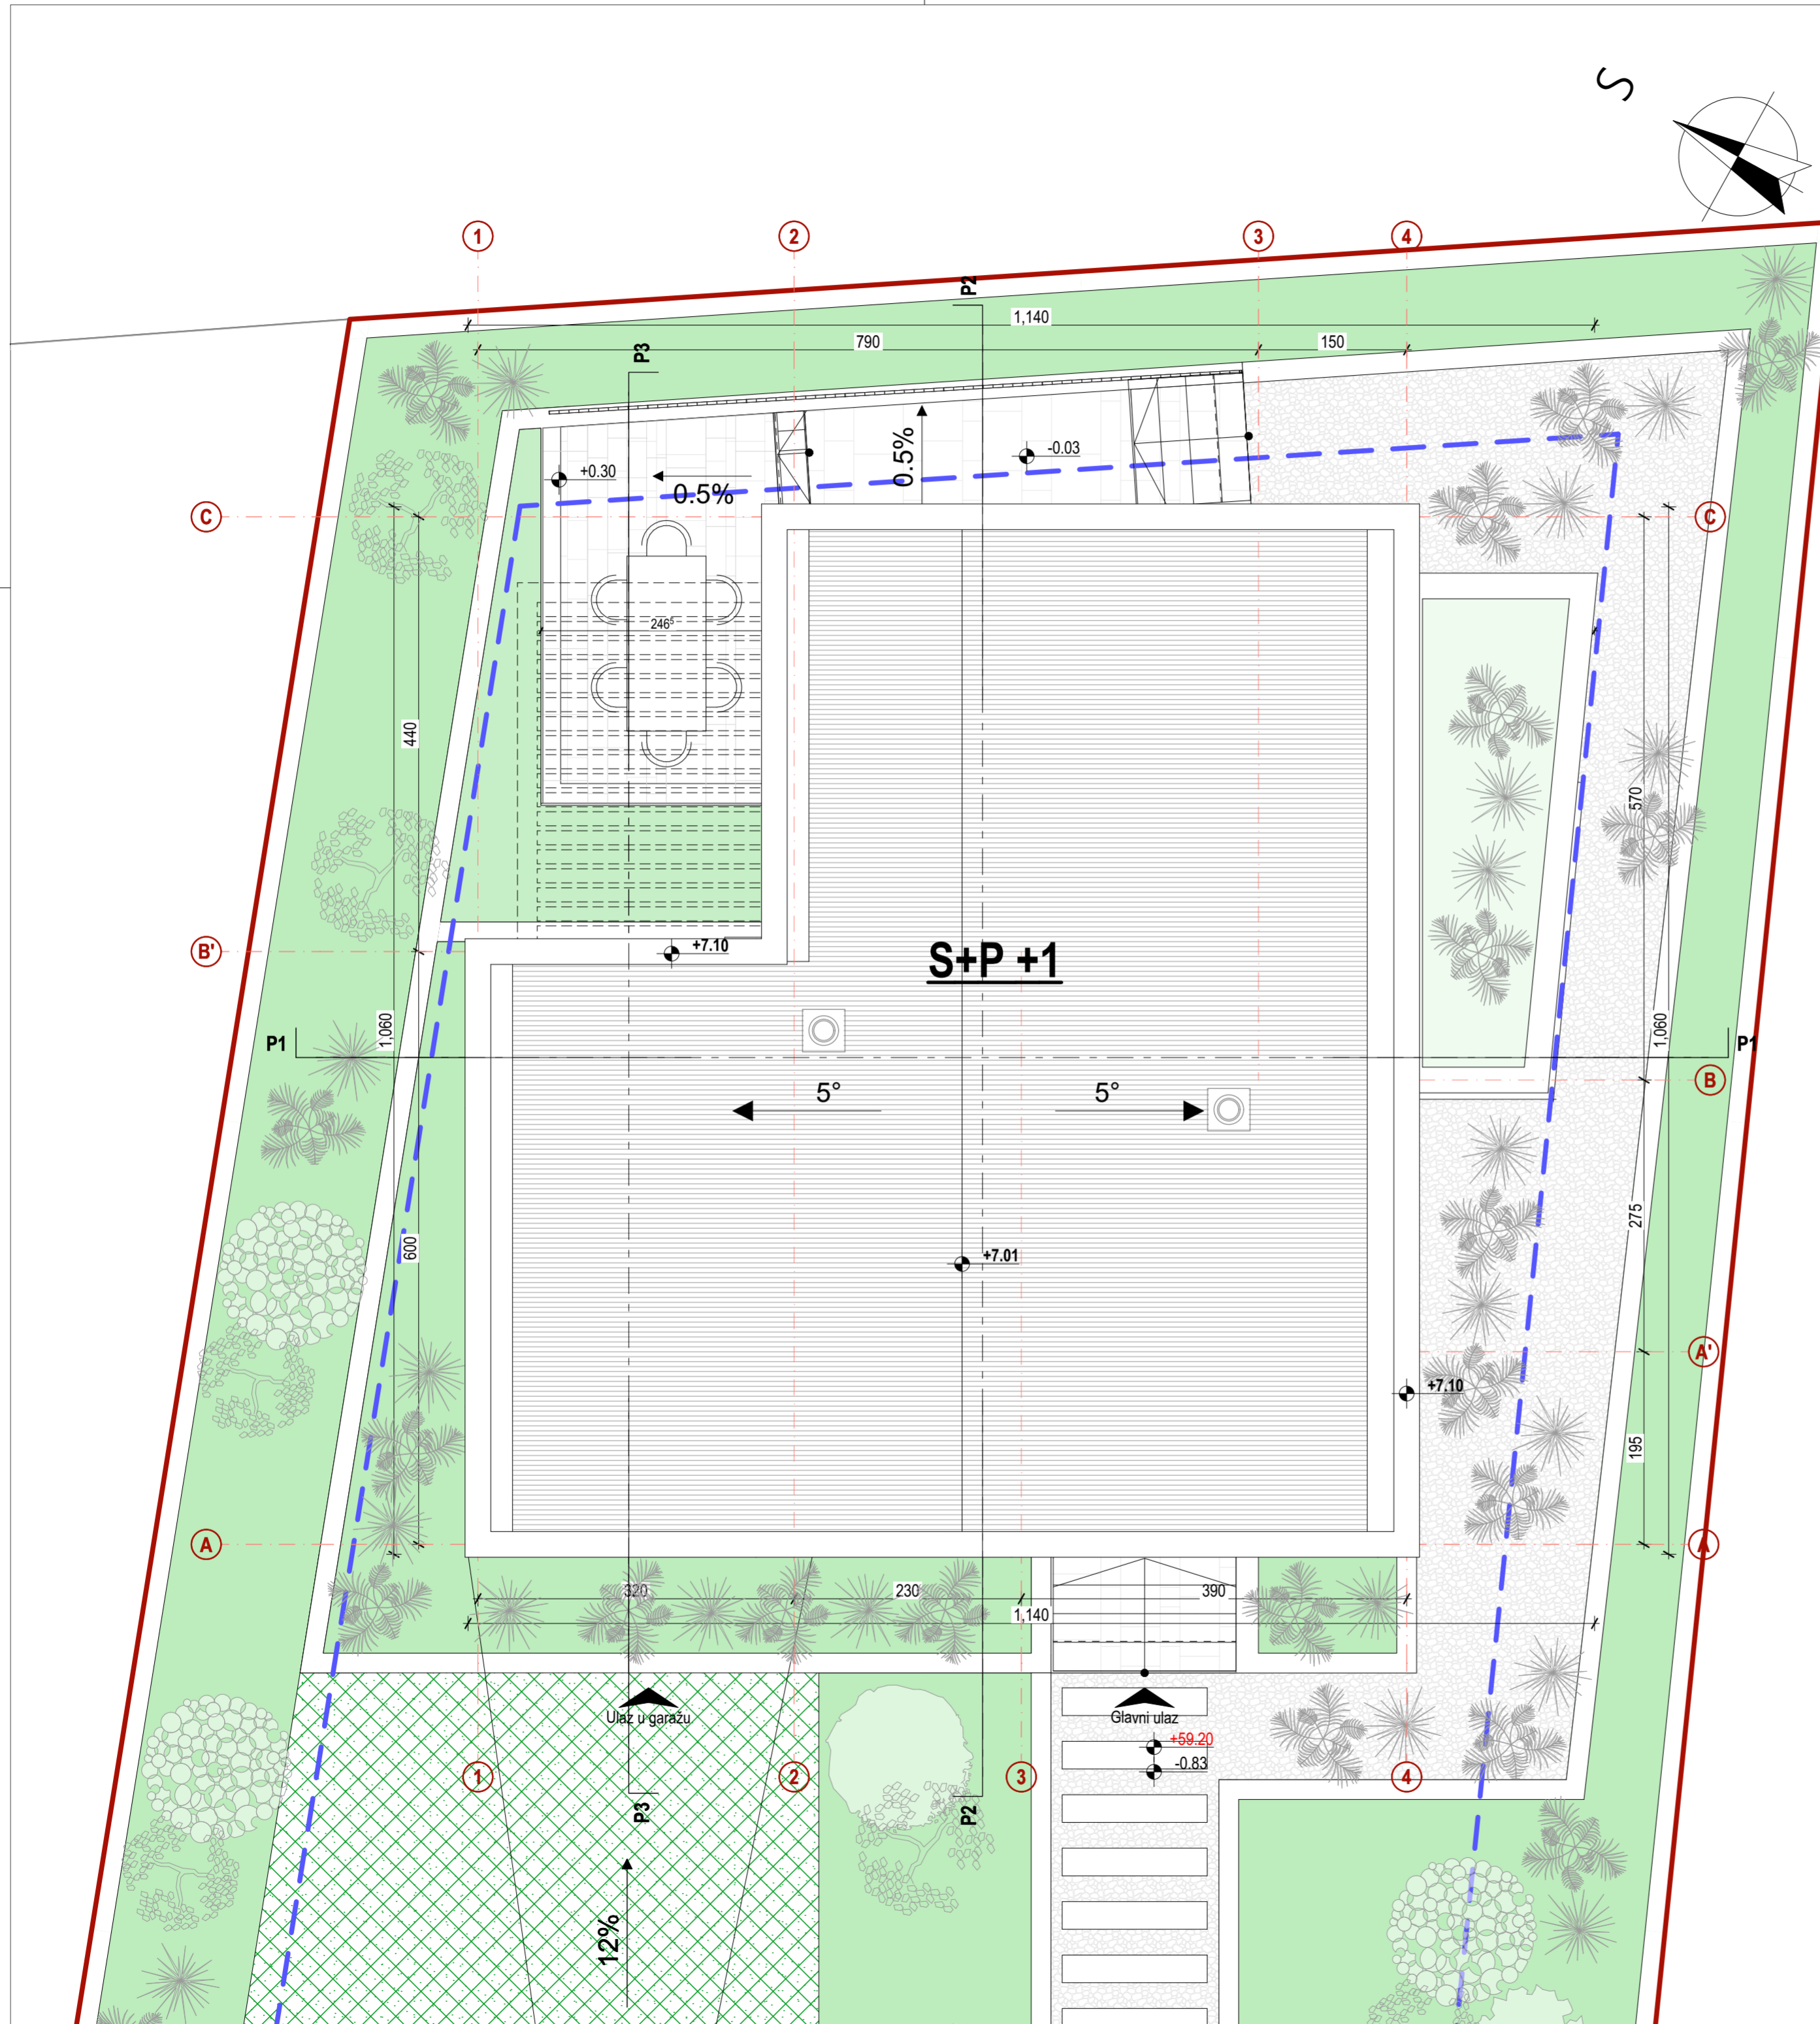 S
1
2
3
4
P2
1,140
P3
790
150
0.5%
-0.03
+0.30
0.5%
C
C
246⁵
440
570
+7.10
S+P +1
B'
1,060
1,060
P1
P1
B
5°
5°
275
600
+7.01
A'
+7.10
195
A
A
320
230
390
1,140
Ulaz u garažu
Glavni ulaz
+59.20
-0.83
1
2
3
4
P3
P2
12%